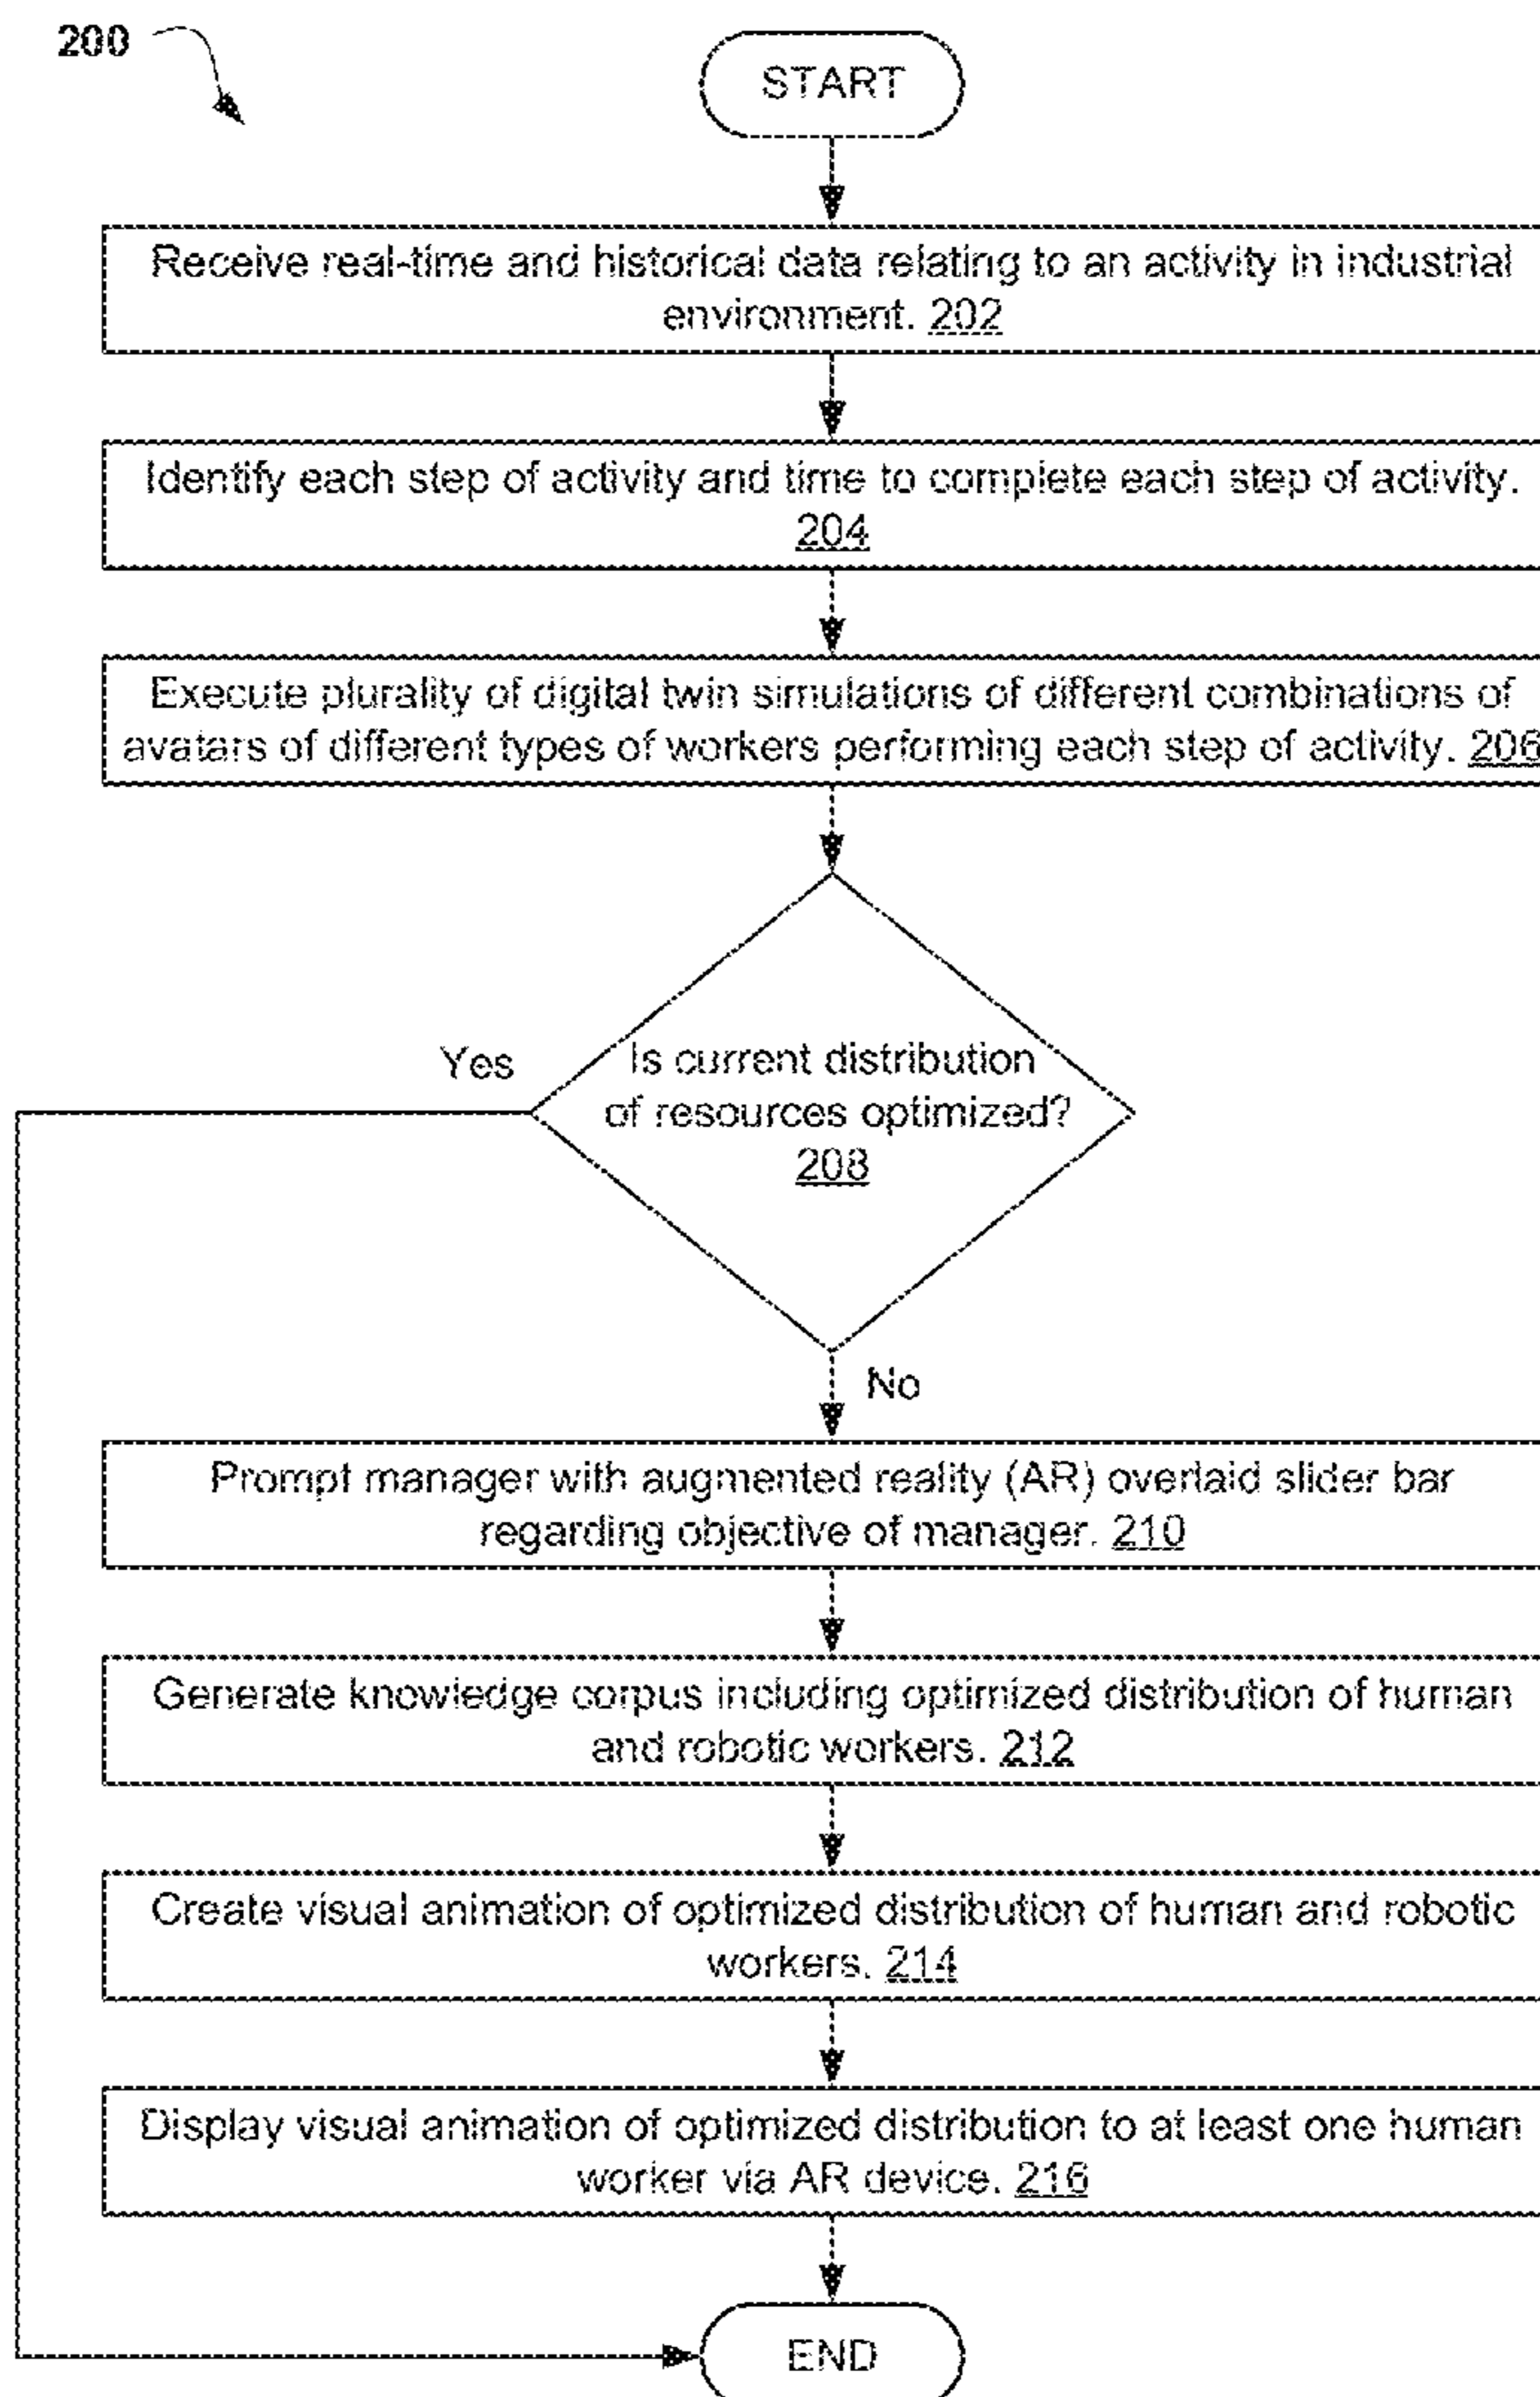 200
START
Receive real-time and historical data relating to an activity in industrial
environment. 202
Identify each step of activity and time to complete each step of activity.
204
Execute plurality of digital twin simulations of different combinations of
avatars of different types of workers performing each step of activity. 206
Is current distribution
of resources optimized?
208
Yes
No
Prompt manager with augmented reality (AR) overlaid slider bar
regarding objective of manager. 210
Generate knowledge corpus including optimized distribution of human
and robotic workers. 212
Create visual animation of optimized distribution of human and robotic
workers. 214
Display visual animation of optimized distribution to at least one human
worker via AR device. 216
END